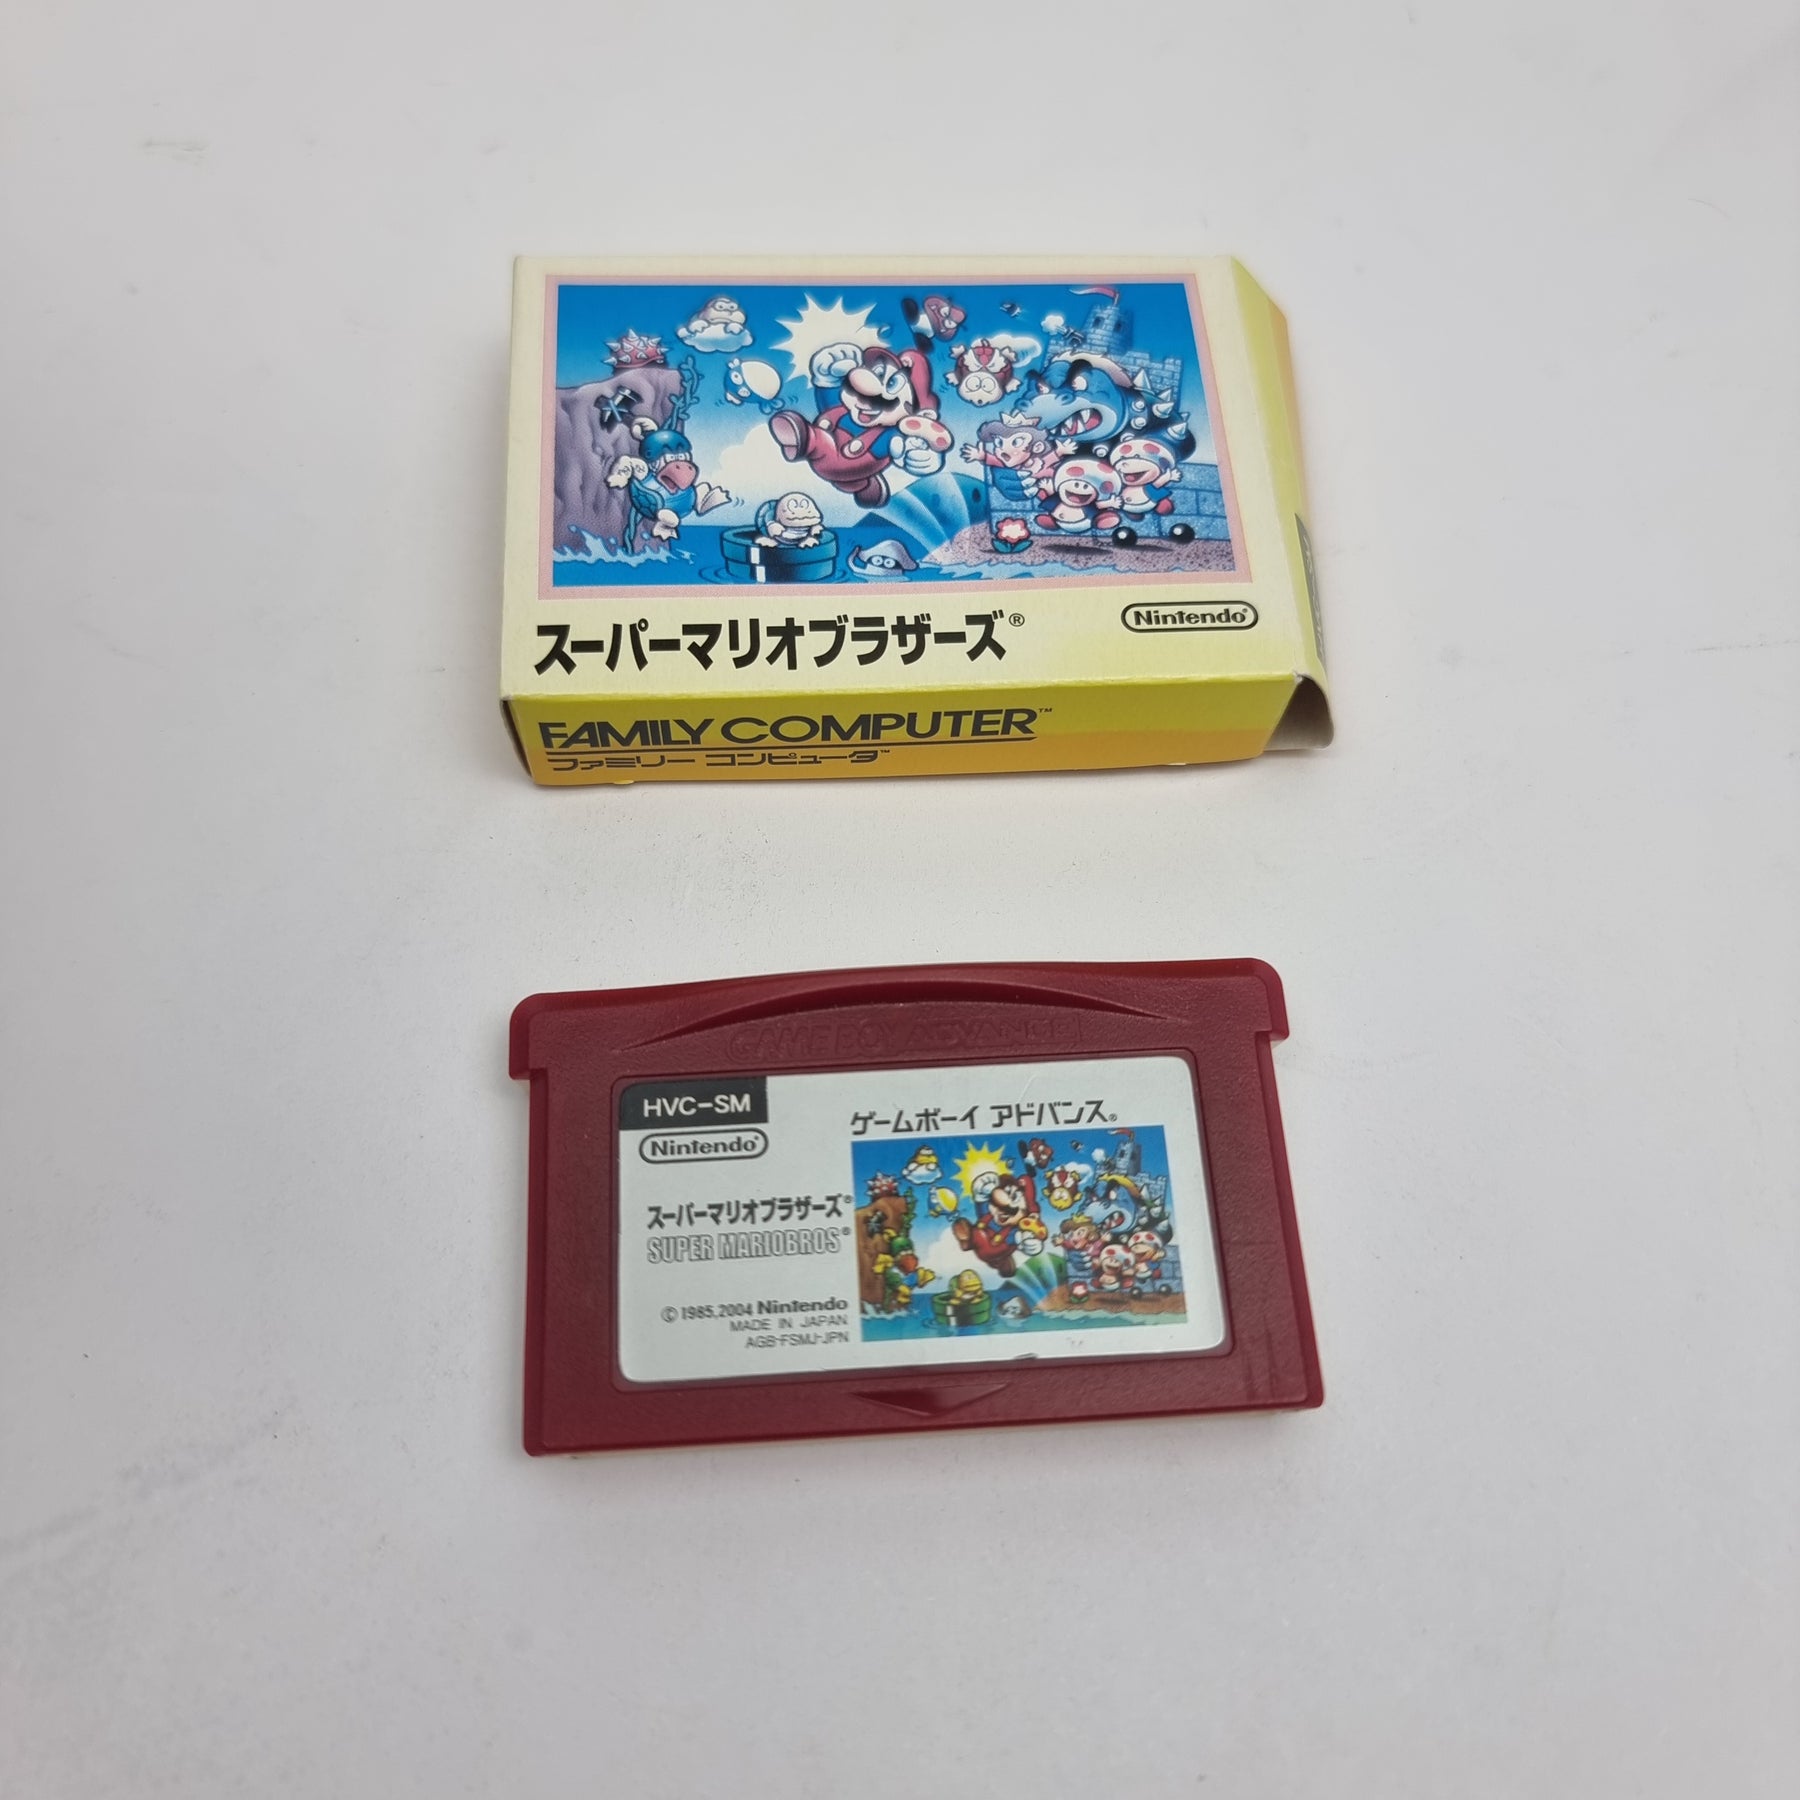 スーパーマリオブラザーズ®
Nintendo®
FAMILY COMPUTER™
ファミリー コンピュータ™
GAME BOY ADVANCE
HVC-SM
Nintendo®
ゲームボーイ アドバンス®
スーパーマリオブラザーズ®
SUPER MARIOBROS®
© 1985, 2004 Nintendo
MADE IN JAPAN
AGB-FSMJ-JPN